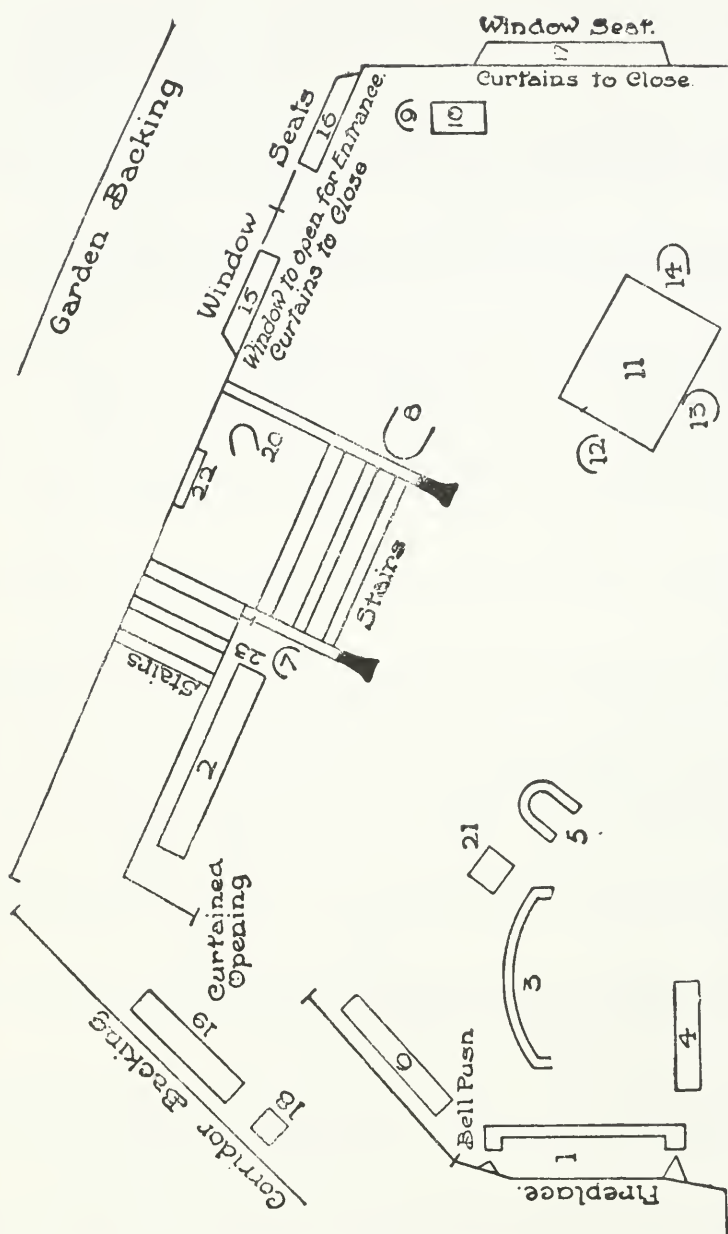 Window Seat.
17
Curtains to Close
9
10
Garden Backing
Window Seats
16
15
Window to open for Entrance.
Curtains to Close
14
11
13
12
8
20
22
Stairs
Stairs
23
7
2
Curtained
Opening
21
5
3
4
6
Bell Push
19
18
Corridor Backing
1
Fireplace.